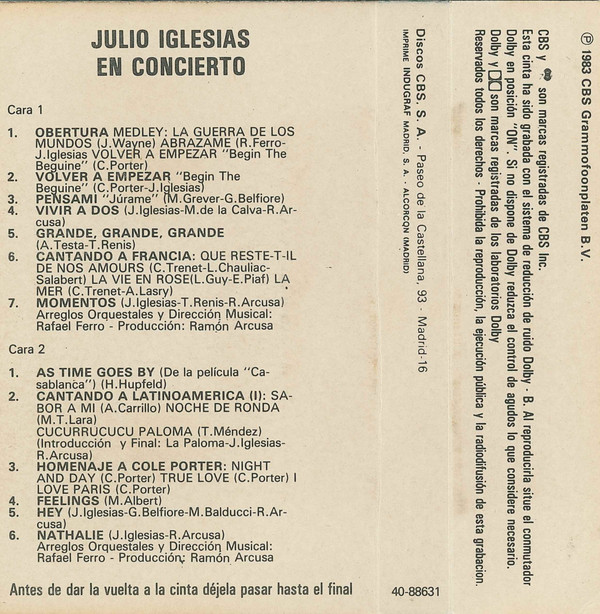 JULIO IGLESIAS
EN CONCIERTO
Cara 1
1. OBERTURA MEDLEY: LA GUERRA DE LOS
MUNDOS (J.Wayne) ABRAZAME (R.Ferro-
J.Iglesias VOLVER A EMPEZAR "Begin The
Beguine" (C.Porter)
2. VOLVER A EMPEZAR "Begin The
Beguine" (C.Porter-J.Iglesias)
3. PENSAMI "Júrame" (M.Grever-G.Belfiore)
4. VIVIR A DOS (J.Iglesias-M.de la Calva-R.Ar-
cusa)
5. GRANDE, GRANDE, GRANDE
(A.Testa-T.Renis)
6. CANTANDO A FRANCIA: QUE RESTE-T-IL
DE NOS AMOURS (C.Trenet-L.Chauliac-
Salabert) LA VIE EN ROSE(L.Guy-E.Piaf) LA
MER (C.Trenet-A.Lasry)
7. MOMENTOS (J.Iglesias-T.Renis-R.Arcusa)
Arreglos Orquestales y Dirección Musical:
Rafael Ferro - Producción: Ramón Arcusa
Cara 2
1. AS TIME GOES BY (De la película "Ca-
sablanca") (H.Hupfeld)
2. CANTANDO A LATINOAMERICA (I): SA-
BOR A MI (A.Carrillo) NOCHE DE RONDA
(M.T.Lara)
CUCURRUCUCU PALOMA (T.Méndez)
(Introducción y Final: La Paloma-J.Iglesias-
R.Arcusa)
3. HOMENAJE A COLE PORTER: NIGHT
AND DAY (C.Porter) TRUE LOVE (C.Porter) I
LOVE PARIS (C.Porter)
4. FEELINGS (M.Albert)
5. HEY (J.Iglesias-G.Belfiore-M.Balducci-R.Ar-
cusa)
6. NATHALIE (J.Iglesias-R.Arcusa)
Arreglos Orquestales y Dirección Musical:
Rafael Ferro - Producción: Ramón Arcusa
Antes de dar la vuelta a la cinta déjela pasar hasta el final
Discos CBS. S. A. - Paseo de la Castellana, 93 - Madrid-16
IMPRIME INDUGRAF MADRID, S. A. - ALCORCON (MADRID)
40-88631
℗ 1983 CBS Grammofoonplaten B.V.
CBS y son marcas registradas de CBS Inc.
Esta cinta ha sido grabada con el sistema de reducción de ruido Dolby - B. Al reproducirla situe el conmutador
Dolby en posición "ON". Si no dispone de Dolby reduzca el control de agudos lo que considere necesario.
Dolby y son marcas registradas de los laboratorios Dolby
Reservados todos los derechos - Prohibida la reproducción, la ejecución pública y la radiodifusión de esta grabacion.